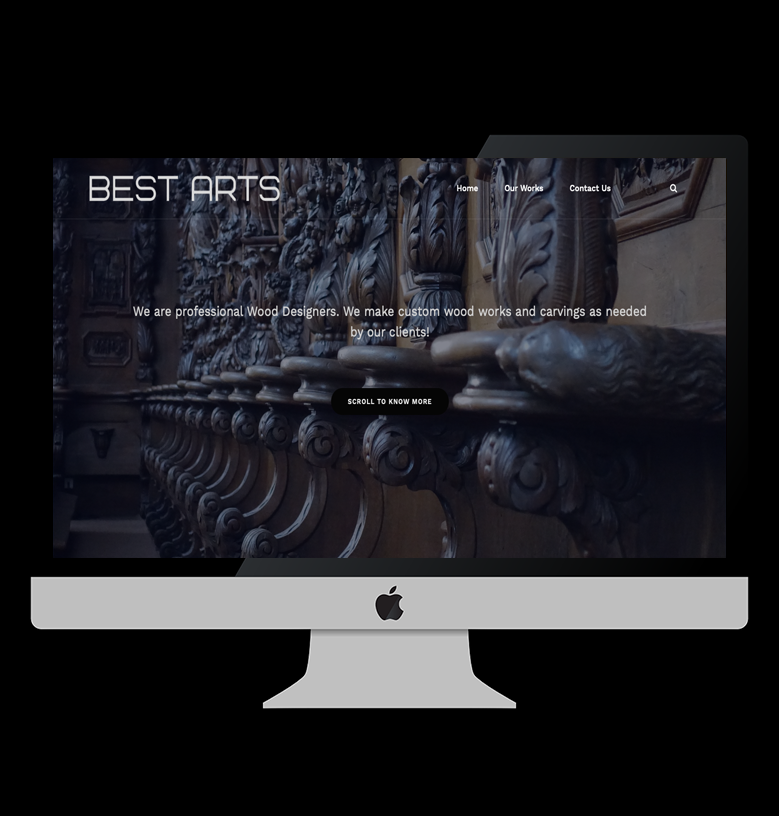 BEST ARTS
Home Our Works Contact Us
We are professional Wood Designers. We make custom wood works and carvings as needed
by our clients!
SCROLL TO KNOW MORE